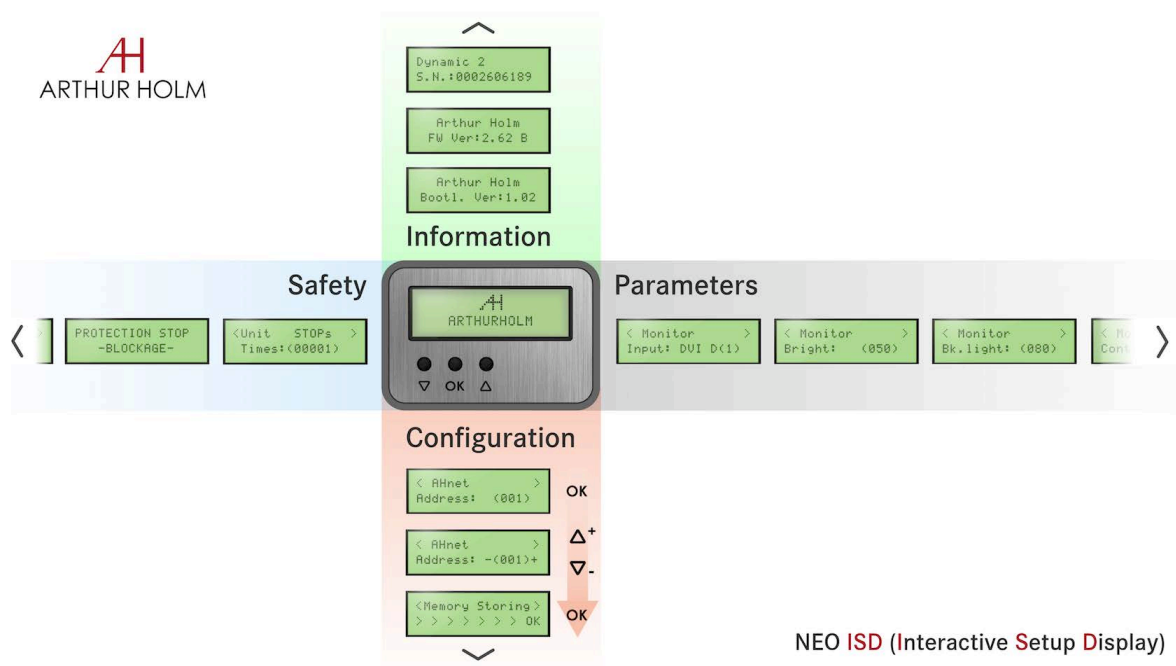 AH
ARTHUR HOLM
Dynamic 2
S.N.:0002606189
Arthur Holm
FW Ver:2.62 B
Arthur Holm
Bootl. Ver:1.02
Information
Safety
Parameters
PROTECTION STOP
-BLOCKAGE-
<Unit STOPs >
Times:(00001)
AH
ARTHURHOLM
▽ OK △
< Monitor >
Input: DVI D(1)
< Monitor >
Bright: (050)
< Monitor >
Bk.light: (080)
Configuration
< AHnet >
Address: (001)
OK
< AHnet >
Address: -(001)+
△+
▽-
<Memory Storing>
> > > > > > > OK
OK
NEO ISD (Interactive Setup Display)